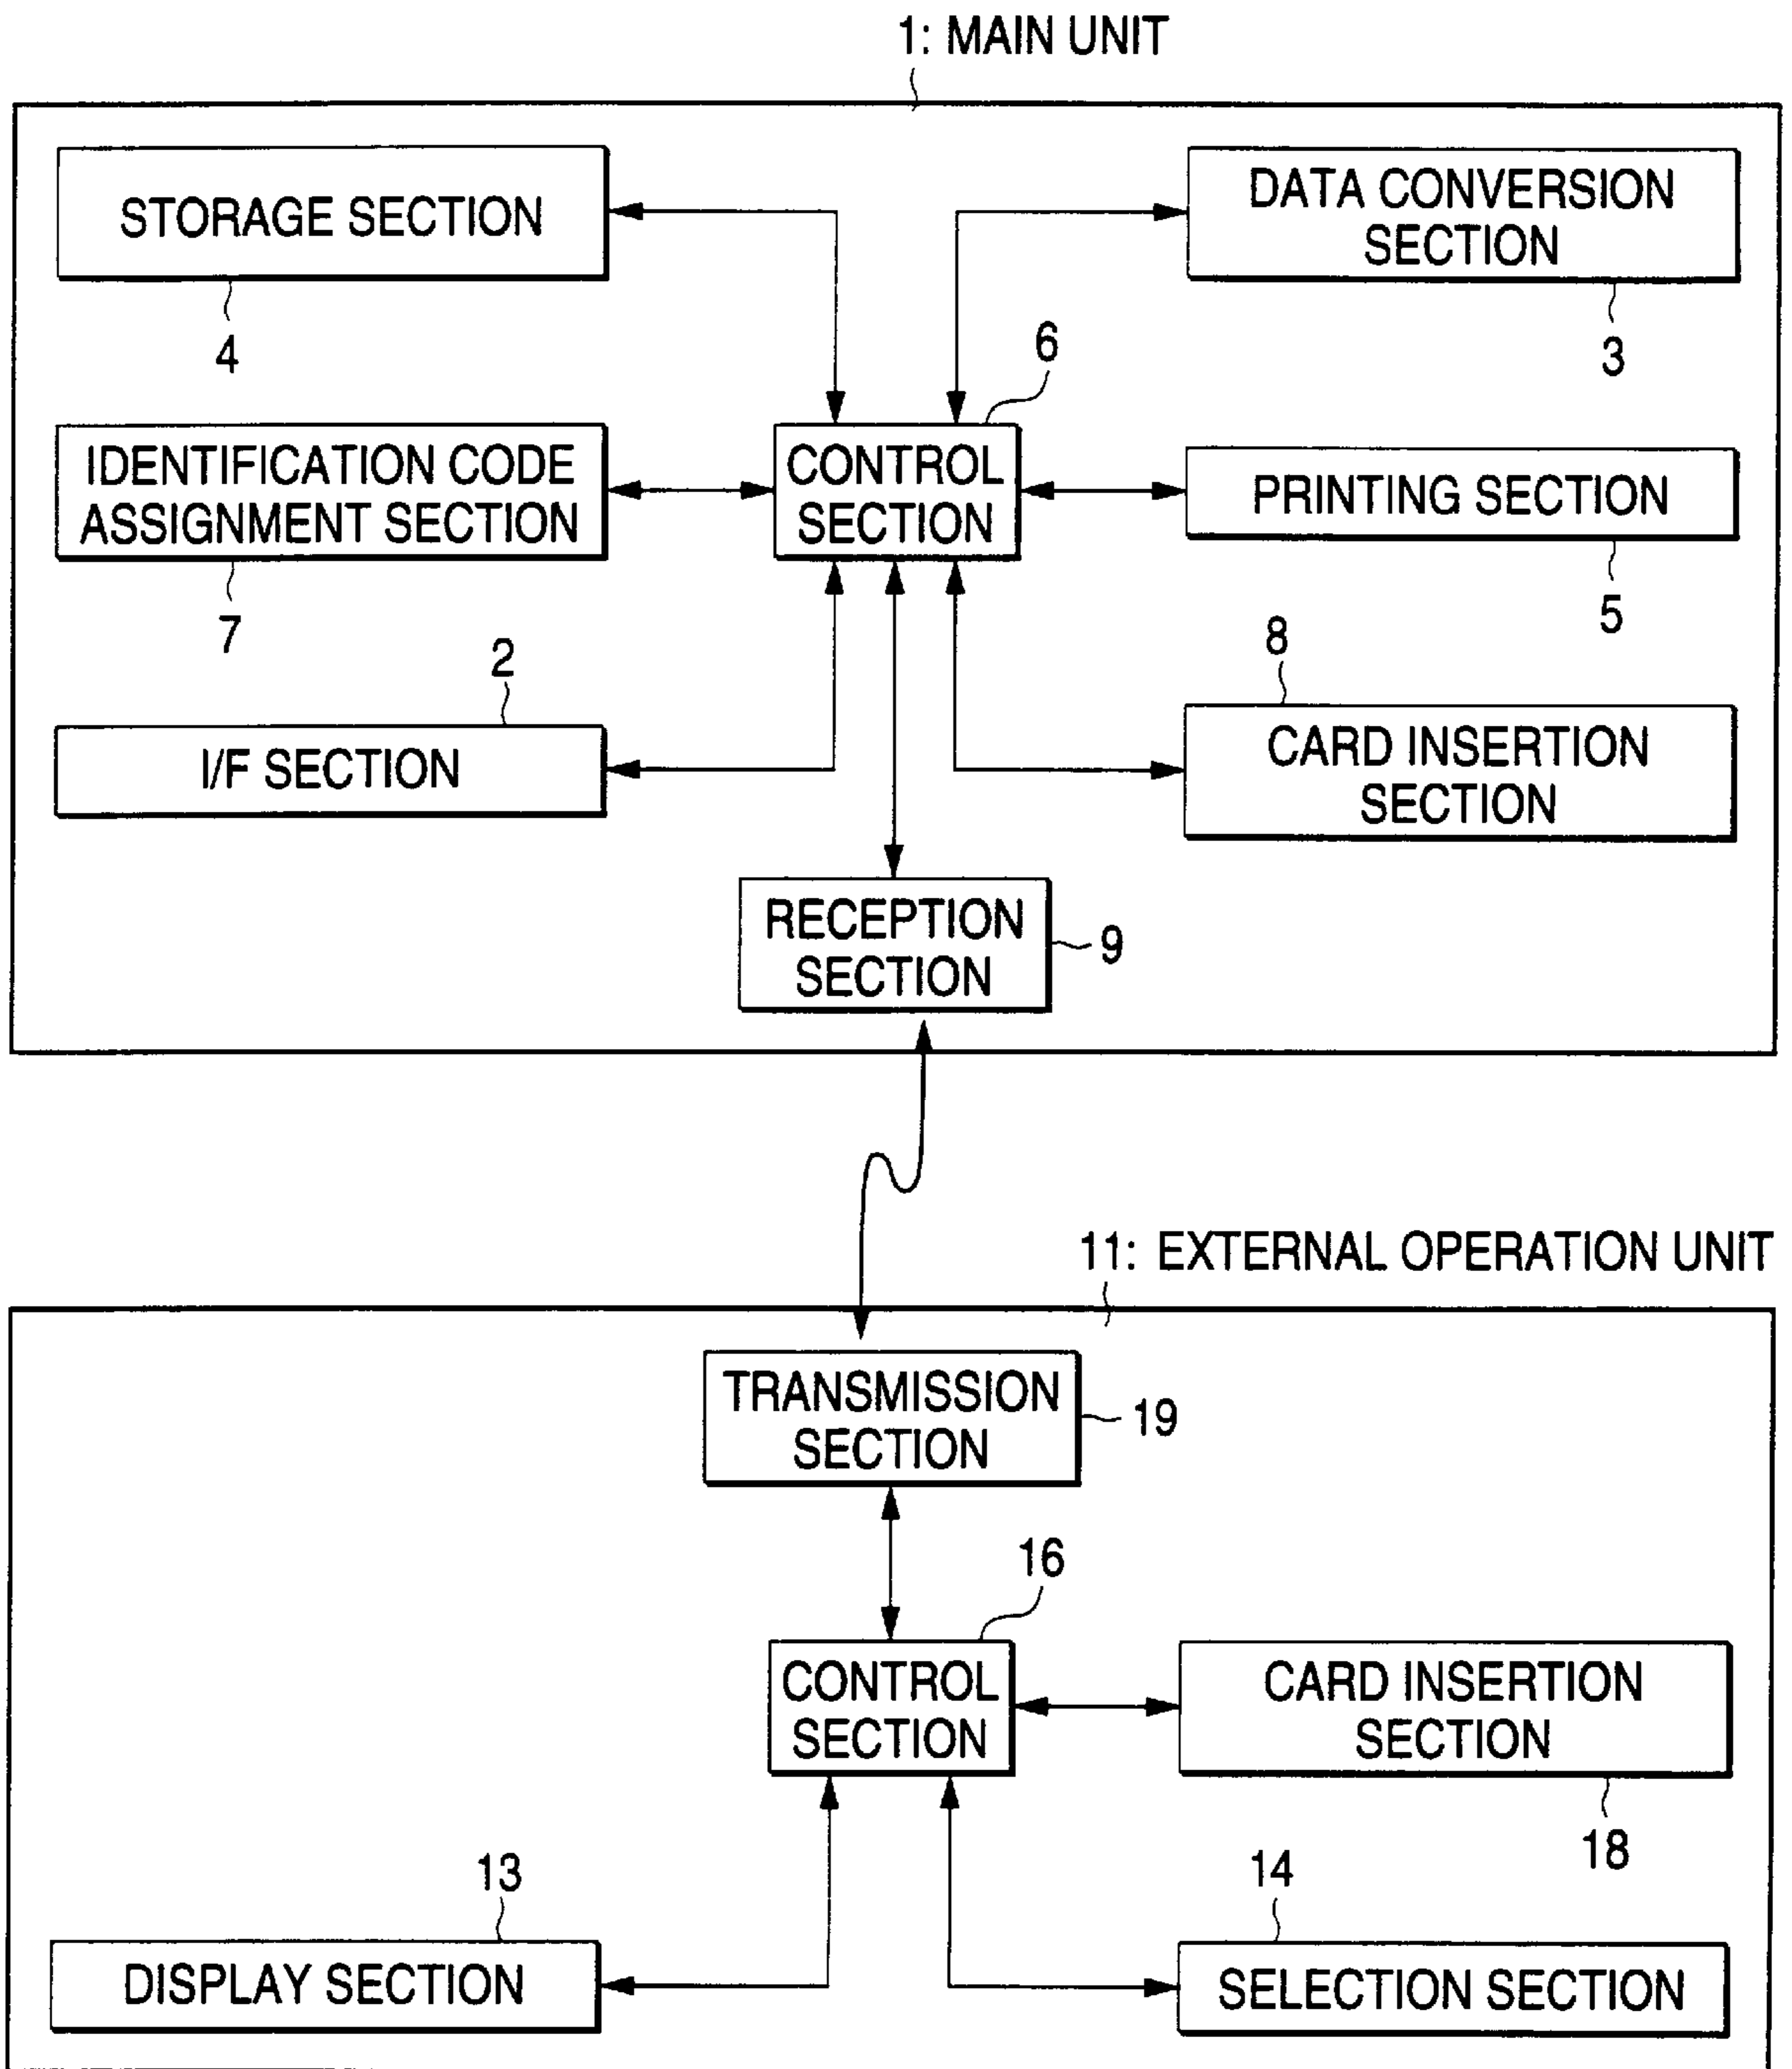 1: MAIN UNIT
STORAGE SECTION
4
DATA CONVERSION
SECTION
3
6
IDENTIFICATION CODE
ASSIGNMENT SECTION
7
CONTROL
SECTION
PRINTING SECTION
5
2
I/F SECTION
8
CARD INSERTION
SECTION
RECEPTION
SECTION
9
11: EXTERNAL OPERATION UNIT
TRANSMISSION
SECTION
19
16
CONTROL
SECTION
CARD INSERTION
SECTION
18
13
DISPLAY SECTION
14
SELECTION SECTION